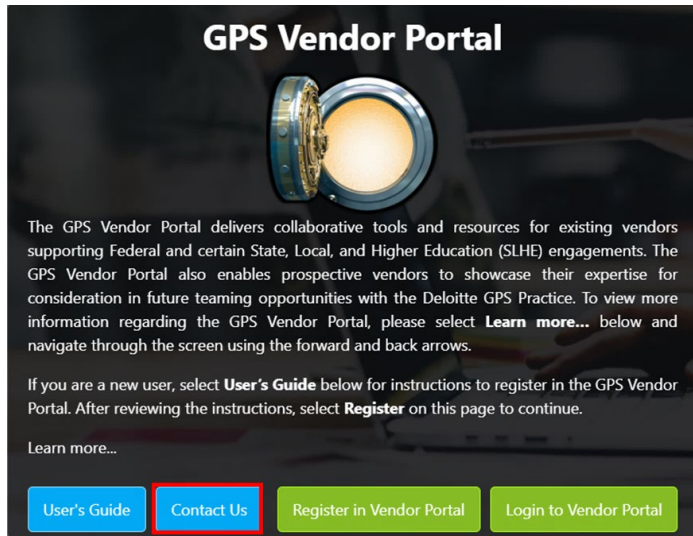 GPS Vendor Portal
The GPS Vendor Portal delivers collaborative tools and resources for existing vendors
supporting Federal and certain State, Local, and Higher Education (SLHE) engagements. The
GPS Vendor Portal also enables prospective vendors to showcase their expertise for
consideration in future teaming opportunities with the Deloitte GPS Practice. To view more
information regarding the GPS Vendor Portal, please select Learn more... below and
navigate through the screen using the forward and back arrows.
If you are a new user, select User's Guide below for instructions to register in the GPS Vendor
Portal. After reviewing the instructions, select Register on this page to continue.
Learn more...
User's Guide Contact Us Register in Vendor Portal Login to Vendor Portal